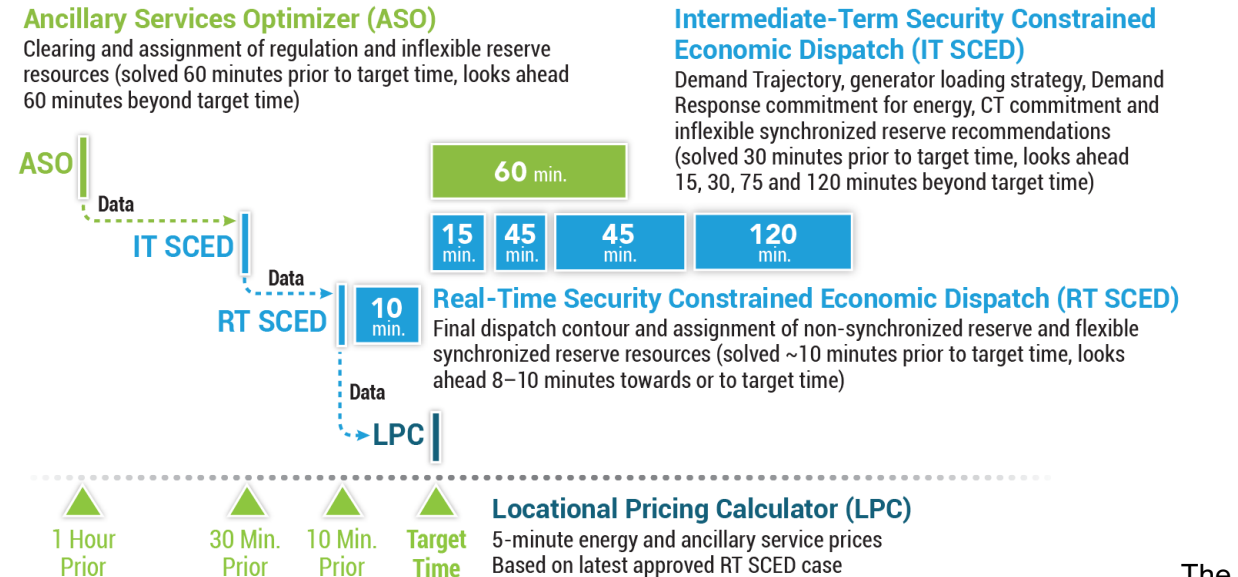 Ancillary Services Optimizer (ASO)
Clearing and assignment of regulation and inflexible reserve
resources (solved 60 minutes prior to target time, looks ahead
60 minutes beyond target time)
Intermediate-Term Security Constrained
Economic Dispatch (IT SCED)
Demand Trajectory, generator loading strategy, Demand
Response commitment for energy, CT commitment and
inflexible synchronized reserve recommendations
(solved 30 minutes prior to target time, looks ahead
15, 30, 75 and 120 minutes beyond target time)
ASO
60 min.
Data
IT SCED
15 min.
45 min.
45 min.
120 min.
Data
RT SCED
10 min.
Real-Time Security Constrained Economic Dispatch (RT SCED)
Final dispatch contour and assignment of non-synchronized reserve and flexible
synchronized reserve resources (solved ~10 minutes prior to target time, looks
ahead 8–10 minutes towards or to target time)
Data
LPC
1 Hour
Prior
30 Min.
Prior
10 Min.
Prior
Target
Time
Locational Pricing Calculator (LPC)
5-minute energy and ancillary service prices
Based on latest approved RT SCED case
The